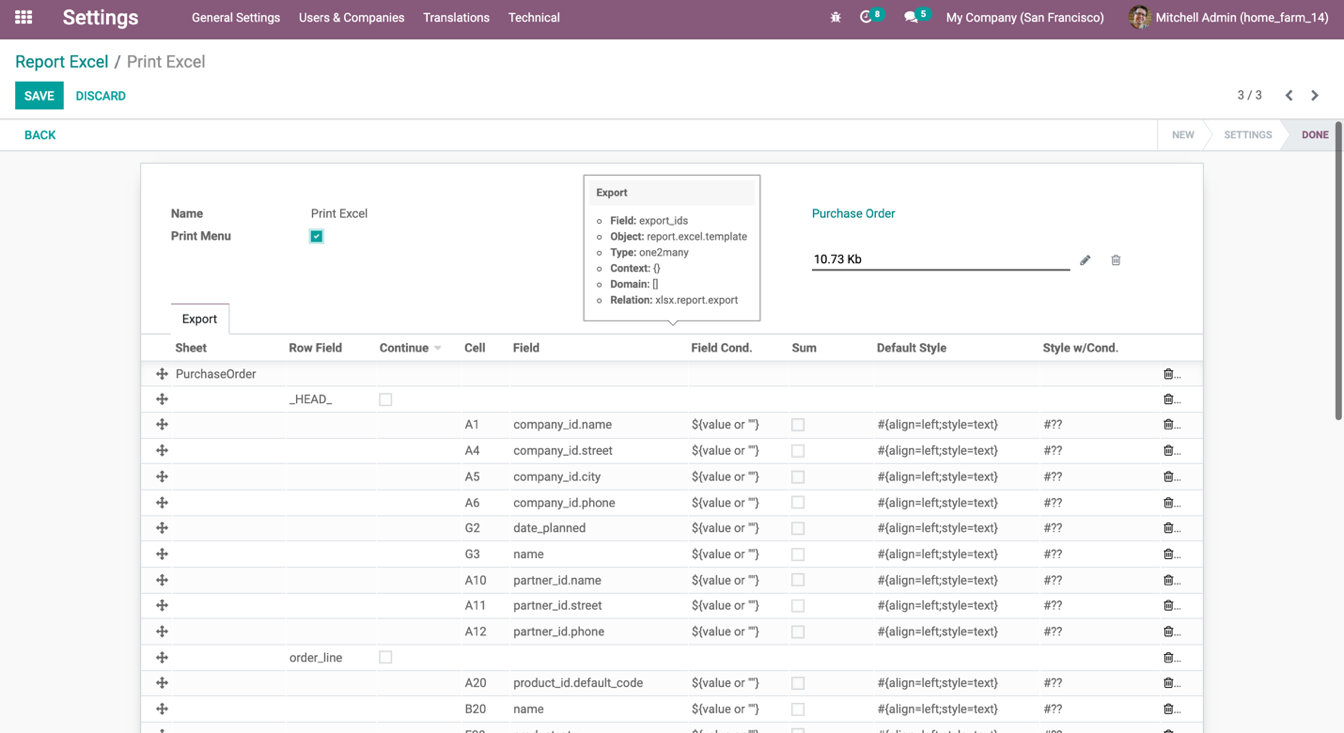 Settings General Settings Users & Companies Translations Technical 8 5 My Company (San Francisco) Mitchell Admin (home_farm_14)
Report Excel / Print Excel
SAVE DISCARD 3 / 3
BACK NEW SETTINGS DONE
Export
Name Print Excel Purchase Order
Field: export_ids
Print Menu Object: report.excel.template
Type: one2many
10.73 Kb
Context: {}
Domain: []
Relation: xlsx.report.export
Export
Sheet Row Field Continue Cell Field Field Cond. Sum Default Style Style w/Cond.
PurchaseOrder ...
_HEAD_ ...
A1 company_id.name ${value or ""} #{align=left;style=text} #?? ...
A4 company_id.street ${value or ""} #{align=left;style=text} #?? ...
A5 company_id.city ${value or ""} #{align=left;style=text} #?? ...
A6 company_id.phone ${value or ""} #{align=left;style=text} #?? ...
G2 date_planned ${value or ""} #{align=left;style=text} #?? ...
G3 name ${value or ""} #{align=left;style=text} #?? ...
A10 partner_id.name ${value or ""} #{align=left;style=text} #?? ...
A11 partner_id.street ${value or ""} #{align=left;style=text} #?? ...
A12 partner_id.phone ${value or ""} #{align=left;style=text} #?? ...
order_line ...
A20 product_id.default_code ${value or ""} #{align=left;style=text} #?? ...
B20 name ${value or ""} #{align=left;style=text} #?? ...